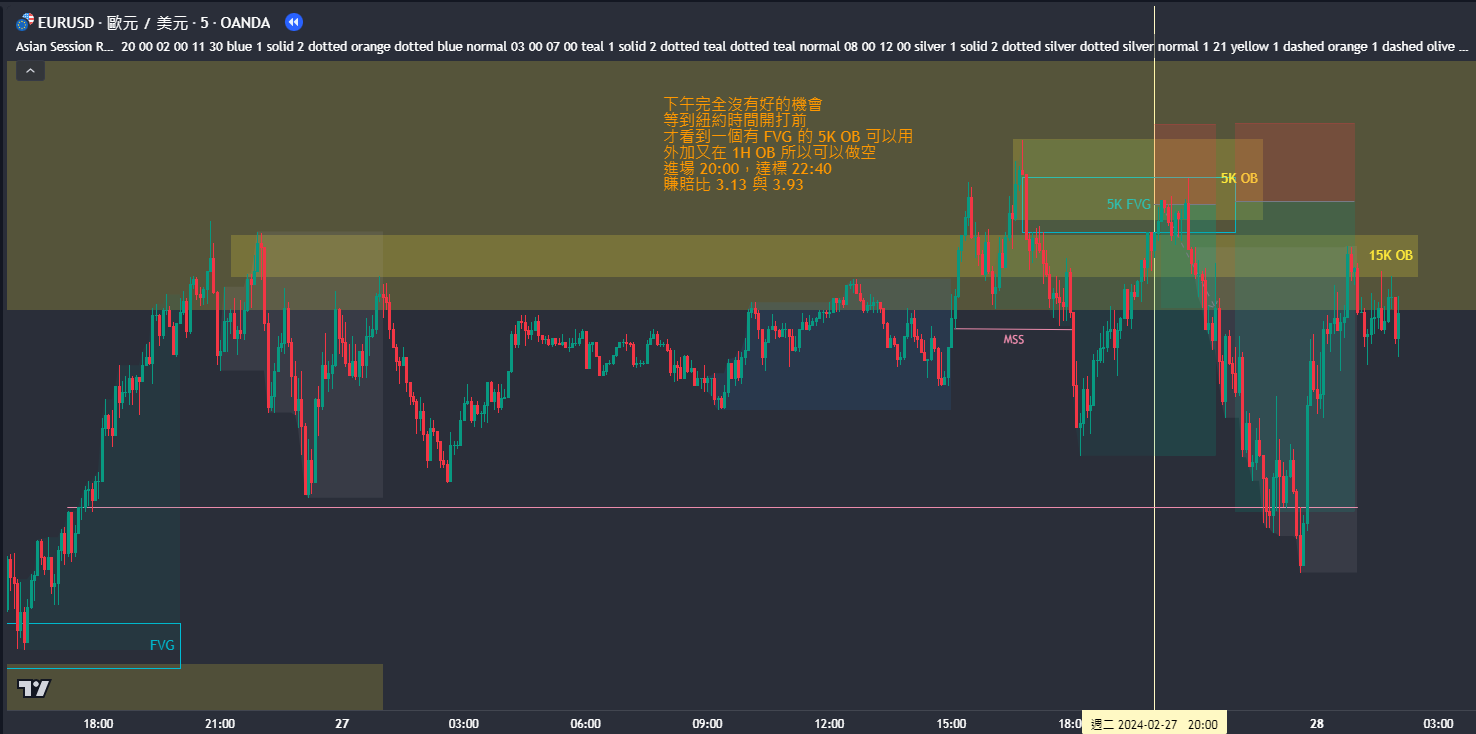 EURUSD · 歐元 / 美元 · 5 · OANDA
Asian Session R... 20 00 02 00 11 30 blue 1 solid 2 dotted orange dotted blue normal 03 00 07 00 teal 1 solid 2 dotted teal dotted teal normal 08 00 12 00 silver 1 solid 2 dotted silver dotted silver normal 1 21 yellow 1 dashed orange 1 dashed olive ...
下午完全沒有好的機會
等到紐約時間開打前
才看到一個有 FVG 的 5K OB 可以用
外加又在 1H OB 所以可以做空
進場 20:00，達標 22:40
賺賠比 3.13 與 3.93
5K OB
5K FVG
15K OB
MSS
FVG
18:00 21:00 27 03:00 06:00 09:00 12:00 15:00 18:0 週二 2024-02-27 20:00 28 03:00